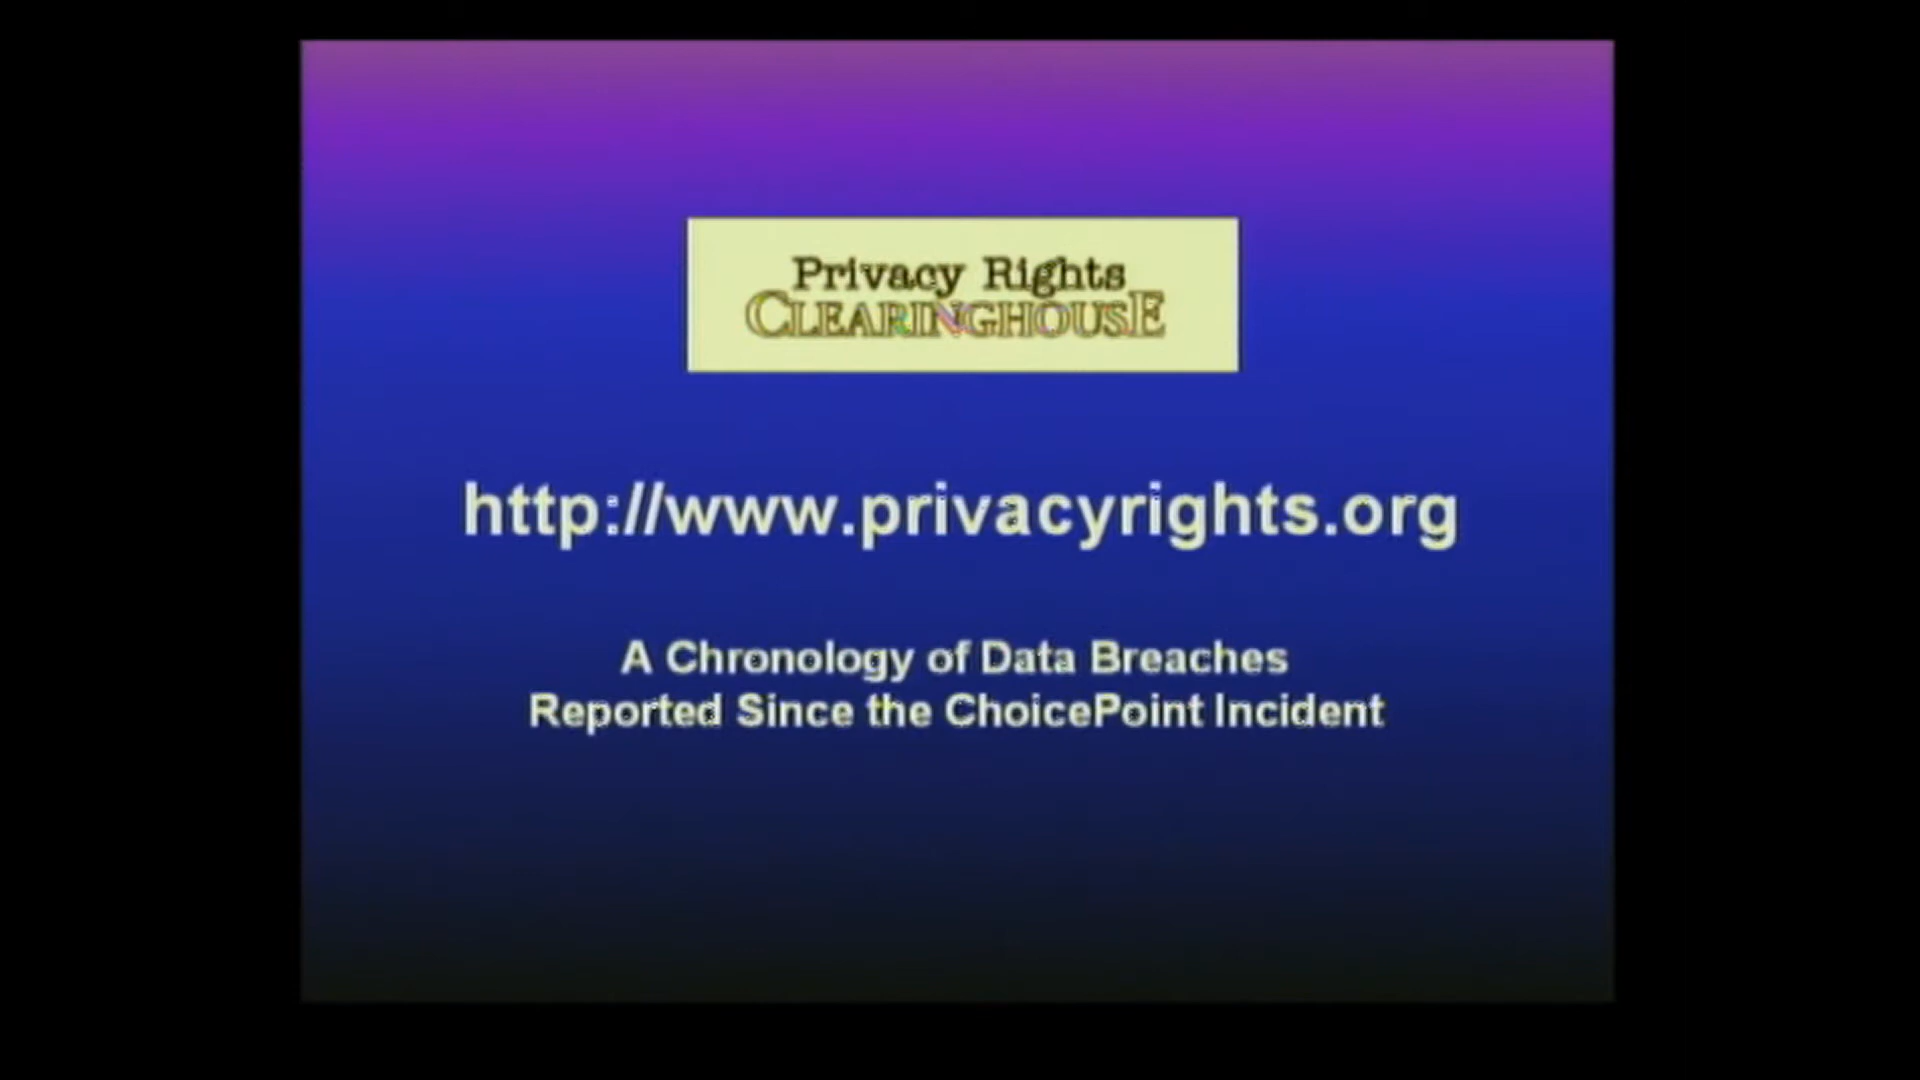 Privacy Rights
CLEARINGHOUSE
http://www.privacyrights.org
A Chronology of Data Breaches
Reported Since the ChoicePoint Incident